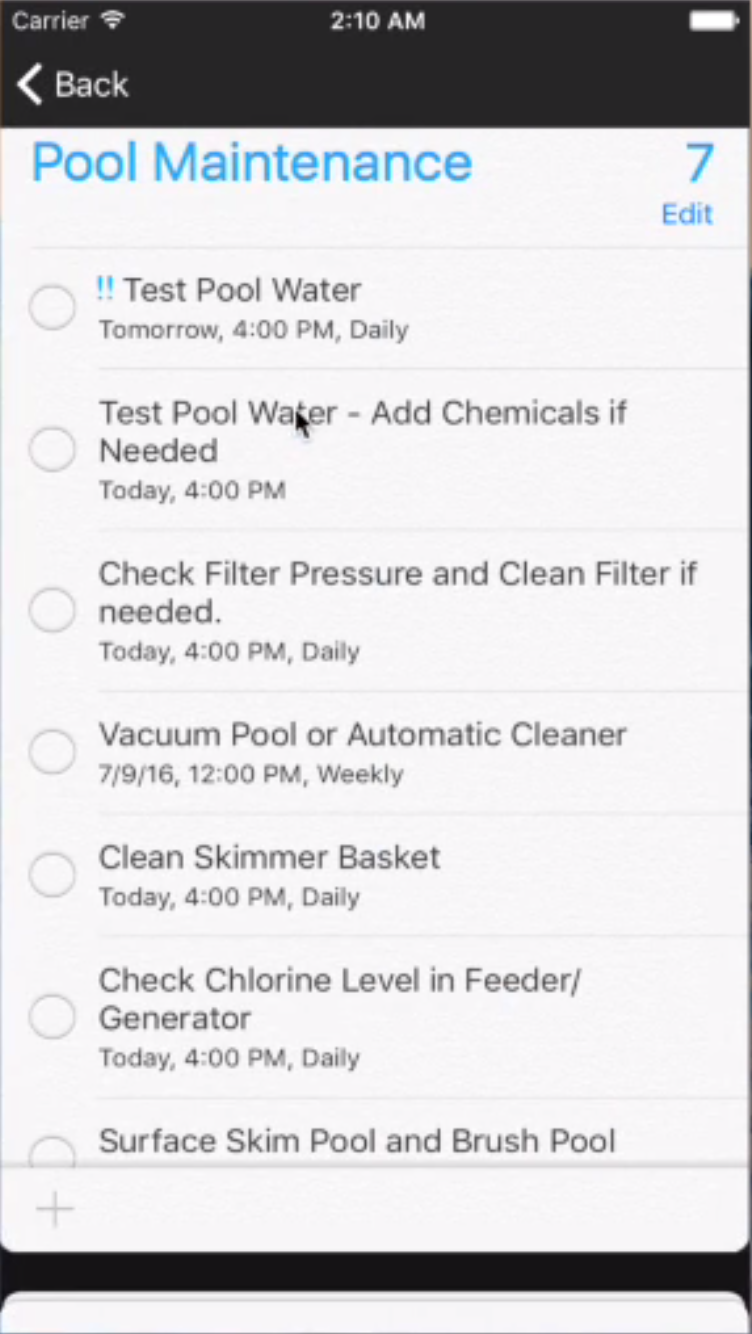 Carrier 2:10 AM
Back
Pool Maintenance 7
Edit
!! Test Pool Water
Tomorrow, 4:00 PM, Daily
Test Pool Water - Add Chemicals if
Needed
Today, 4:00 PM
Check Filter Pressure and Clean Filter if
needed.
Today, 4:00 PM, Daily
Vacuum Pool or Automatic Cleaner
7/9/16, 12:00 PM, Weekly
Clean Skimmer Basket
Today, 4:00 PM, Daily
Check Chlorine Level in Feeder/
Generator
Today, 4:00 PM, Daily
Surface Skim Pool and Brush Pool